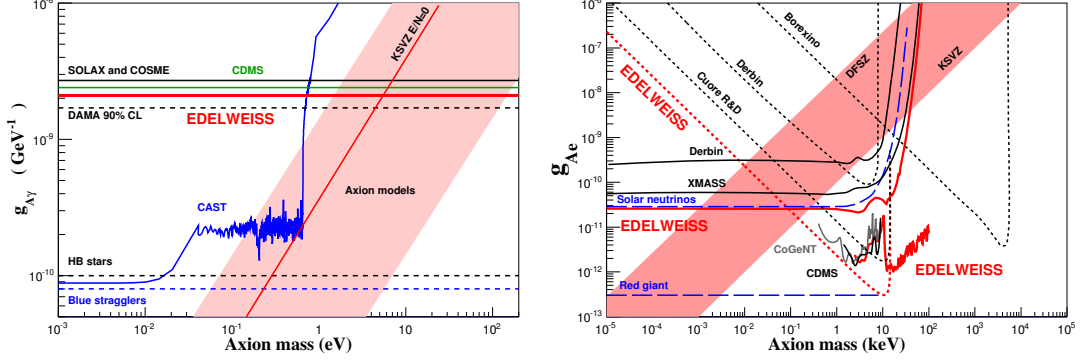 SOLAX and COSME
CDMS
KSVZ E/N=0
EDELWEISS
DAMA 90% CL
Axion models
CAST
HB stars
Blue stragglers
10⁻⁹
10⁻¹⁰
10⁻³ 10⁻² 10⁻¹ 1 10 10²
Axion mass (eV)
g_Aγ ( GeV⁻¹ )
Borexino
Derbin
Cuore R&D
EDELWEISS
DFSZ
KSVZ
Derbin
XMASS
Solar neutrinos
EDELWEISS
CoGeNT
CDMS
EDELWEISS
Red giant
10⁻⁶
10⁻⁷
10⁻⁸
10⁻⁹
10⁻¹⁰
10⁻¹¹
10⁻¹²
10⁻¹³
10⁻⁵ 10⁻⁴ 10⁻³ 10⁻² 10⁻¹ 1 10 10² 10³ 10⁴ 10⁵
Axion mass (keV)
g_Ae